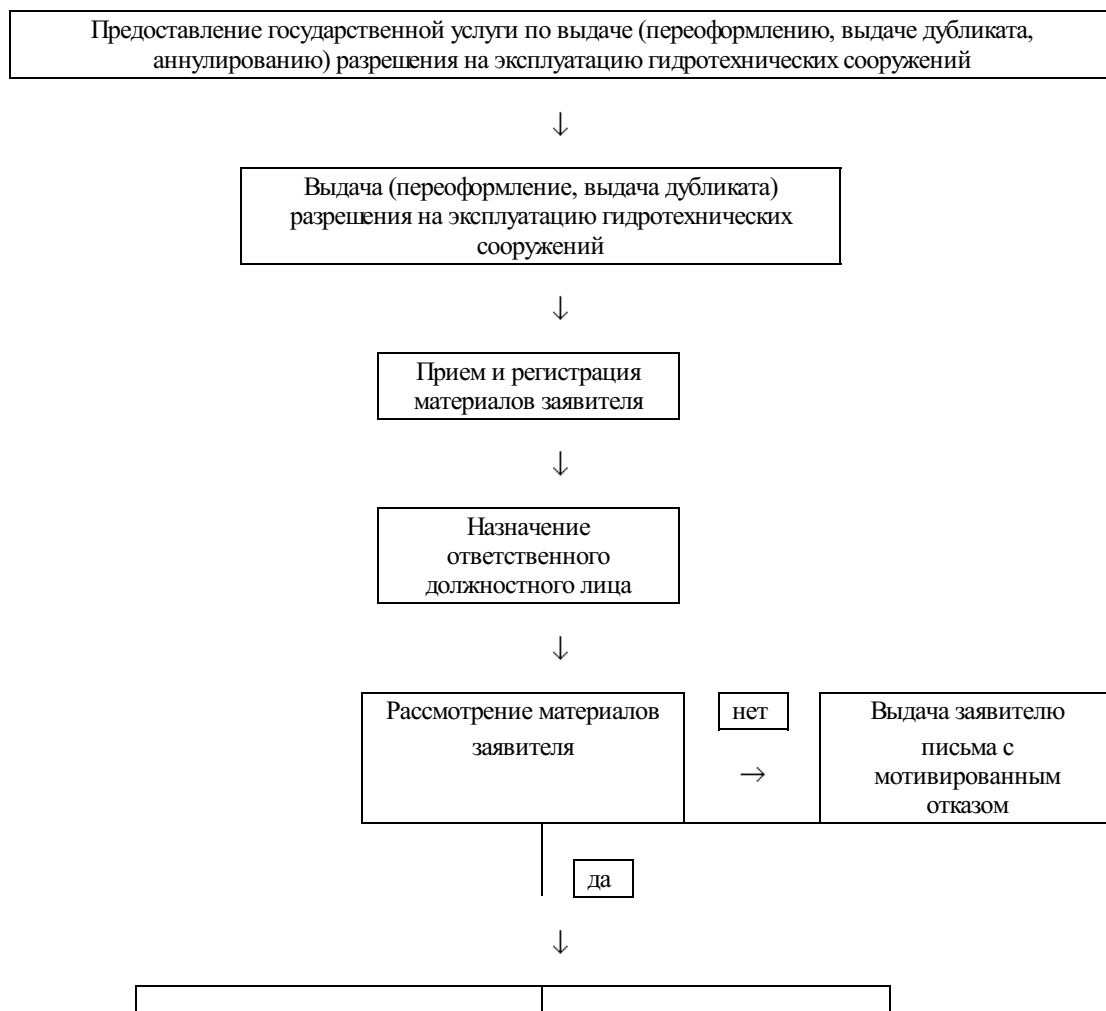 Предоставление государственной услуги по выдаче (переоформлению, выдаче дубликата,
аннулированию) разрешения на эксплуатацию гидротехнических сооружений
↓
Выдача (переоформление, выдача дубликата)
разрешения на эксплуатацию гидротехнических
сооружений
↓
Прием и регистрация
материалов заявителя
↓
Назначение
ответственного
должностного лица
↓
Рассмотрение материалов
заявителя
нет
→
Выдача заявителю
письма с
мотивированным
отказом
да
↓